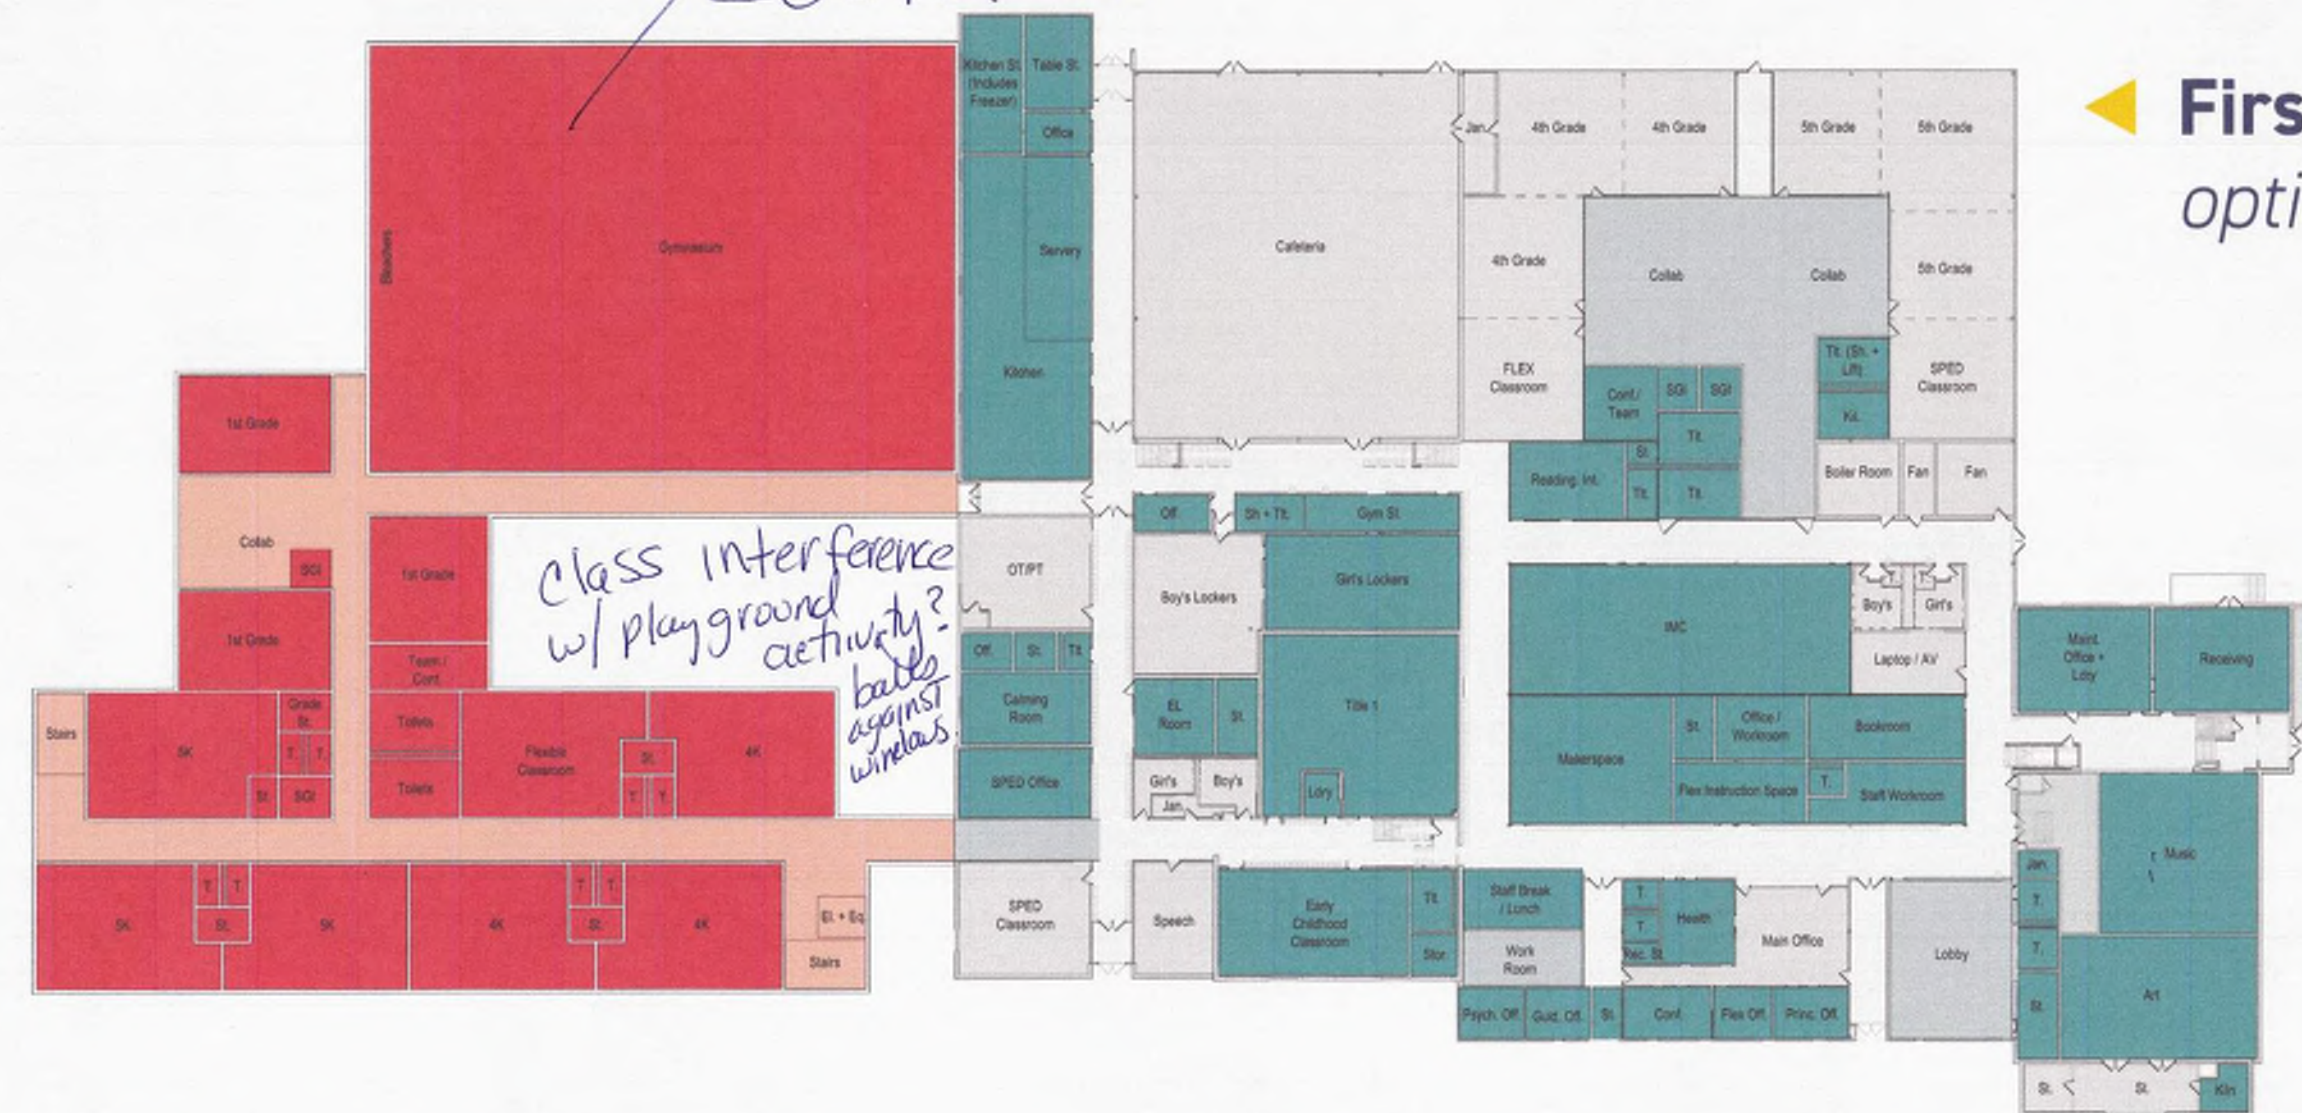 Firs
opti
Kitchen St.
(Includes
Freezer)
Table St.
Office
Servery
Kitchen
Bleachers
Gymnasium
Cafeteria
Jan.
4th Grade
4th Grade
5th Grade
5th Grade
4th Grade
Collab
Collab
5th Grade
FLEX
Classroom
Conf./
Team
SGI
SGI
Tlt.
Tlt. (Sh. +
Lift)
Kit.
SPED
Classroom
Reading. Int.
St.
Tlt.
Tlt.
Boiler Room
Fan
Fan
1st Grade
Collab
SGI
1st Grade
1st Grade
Team /
Conf.
Class interference
w/ playground
activity?
balls
against
windows.
OT/PT
Off.
St.
Tlt.
Calming
Room
SPED Office
Off.
Sh + Tlt.
Gym St.
Boy's Lockers
Girl's Lockers
EL
Room
St.
Title 1
Girl's
Boy's
Jan.
Ldry
IMC
Boy's
T.
T.
Girl's
Laptop / AV
Makerspace
St.
Office /
Workroom
Bookroom
Flex Instruction Space
T.
Staff Workroom
Maint.
Office +
Ldry
Receiving
Stairs
5K
Grade
St.
T.
T.
St.
SGI
Toilets
Toilets
Flexible
Classroom
St.
T.
T.
4K
5K
T.
T.
St.
5K
4K
T.
T.
St.
4K
El. + Eq.
Stairs
SPED
Classroom
Speech
Early
Childhood
Classroom
Tlt.
Stor.
Staff Break
/ Lunch
Work
Room
T.
T.
Rec. St.
Health
Main Office
Lobby
Psych. Off.
Guid. Off.
St.
Conf.
Flex Off.
Princ. Off.
Jan.
T.
T.
St.
Music
Art
St.
St.
Kiln